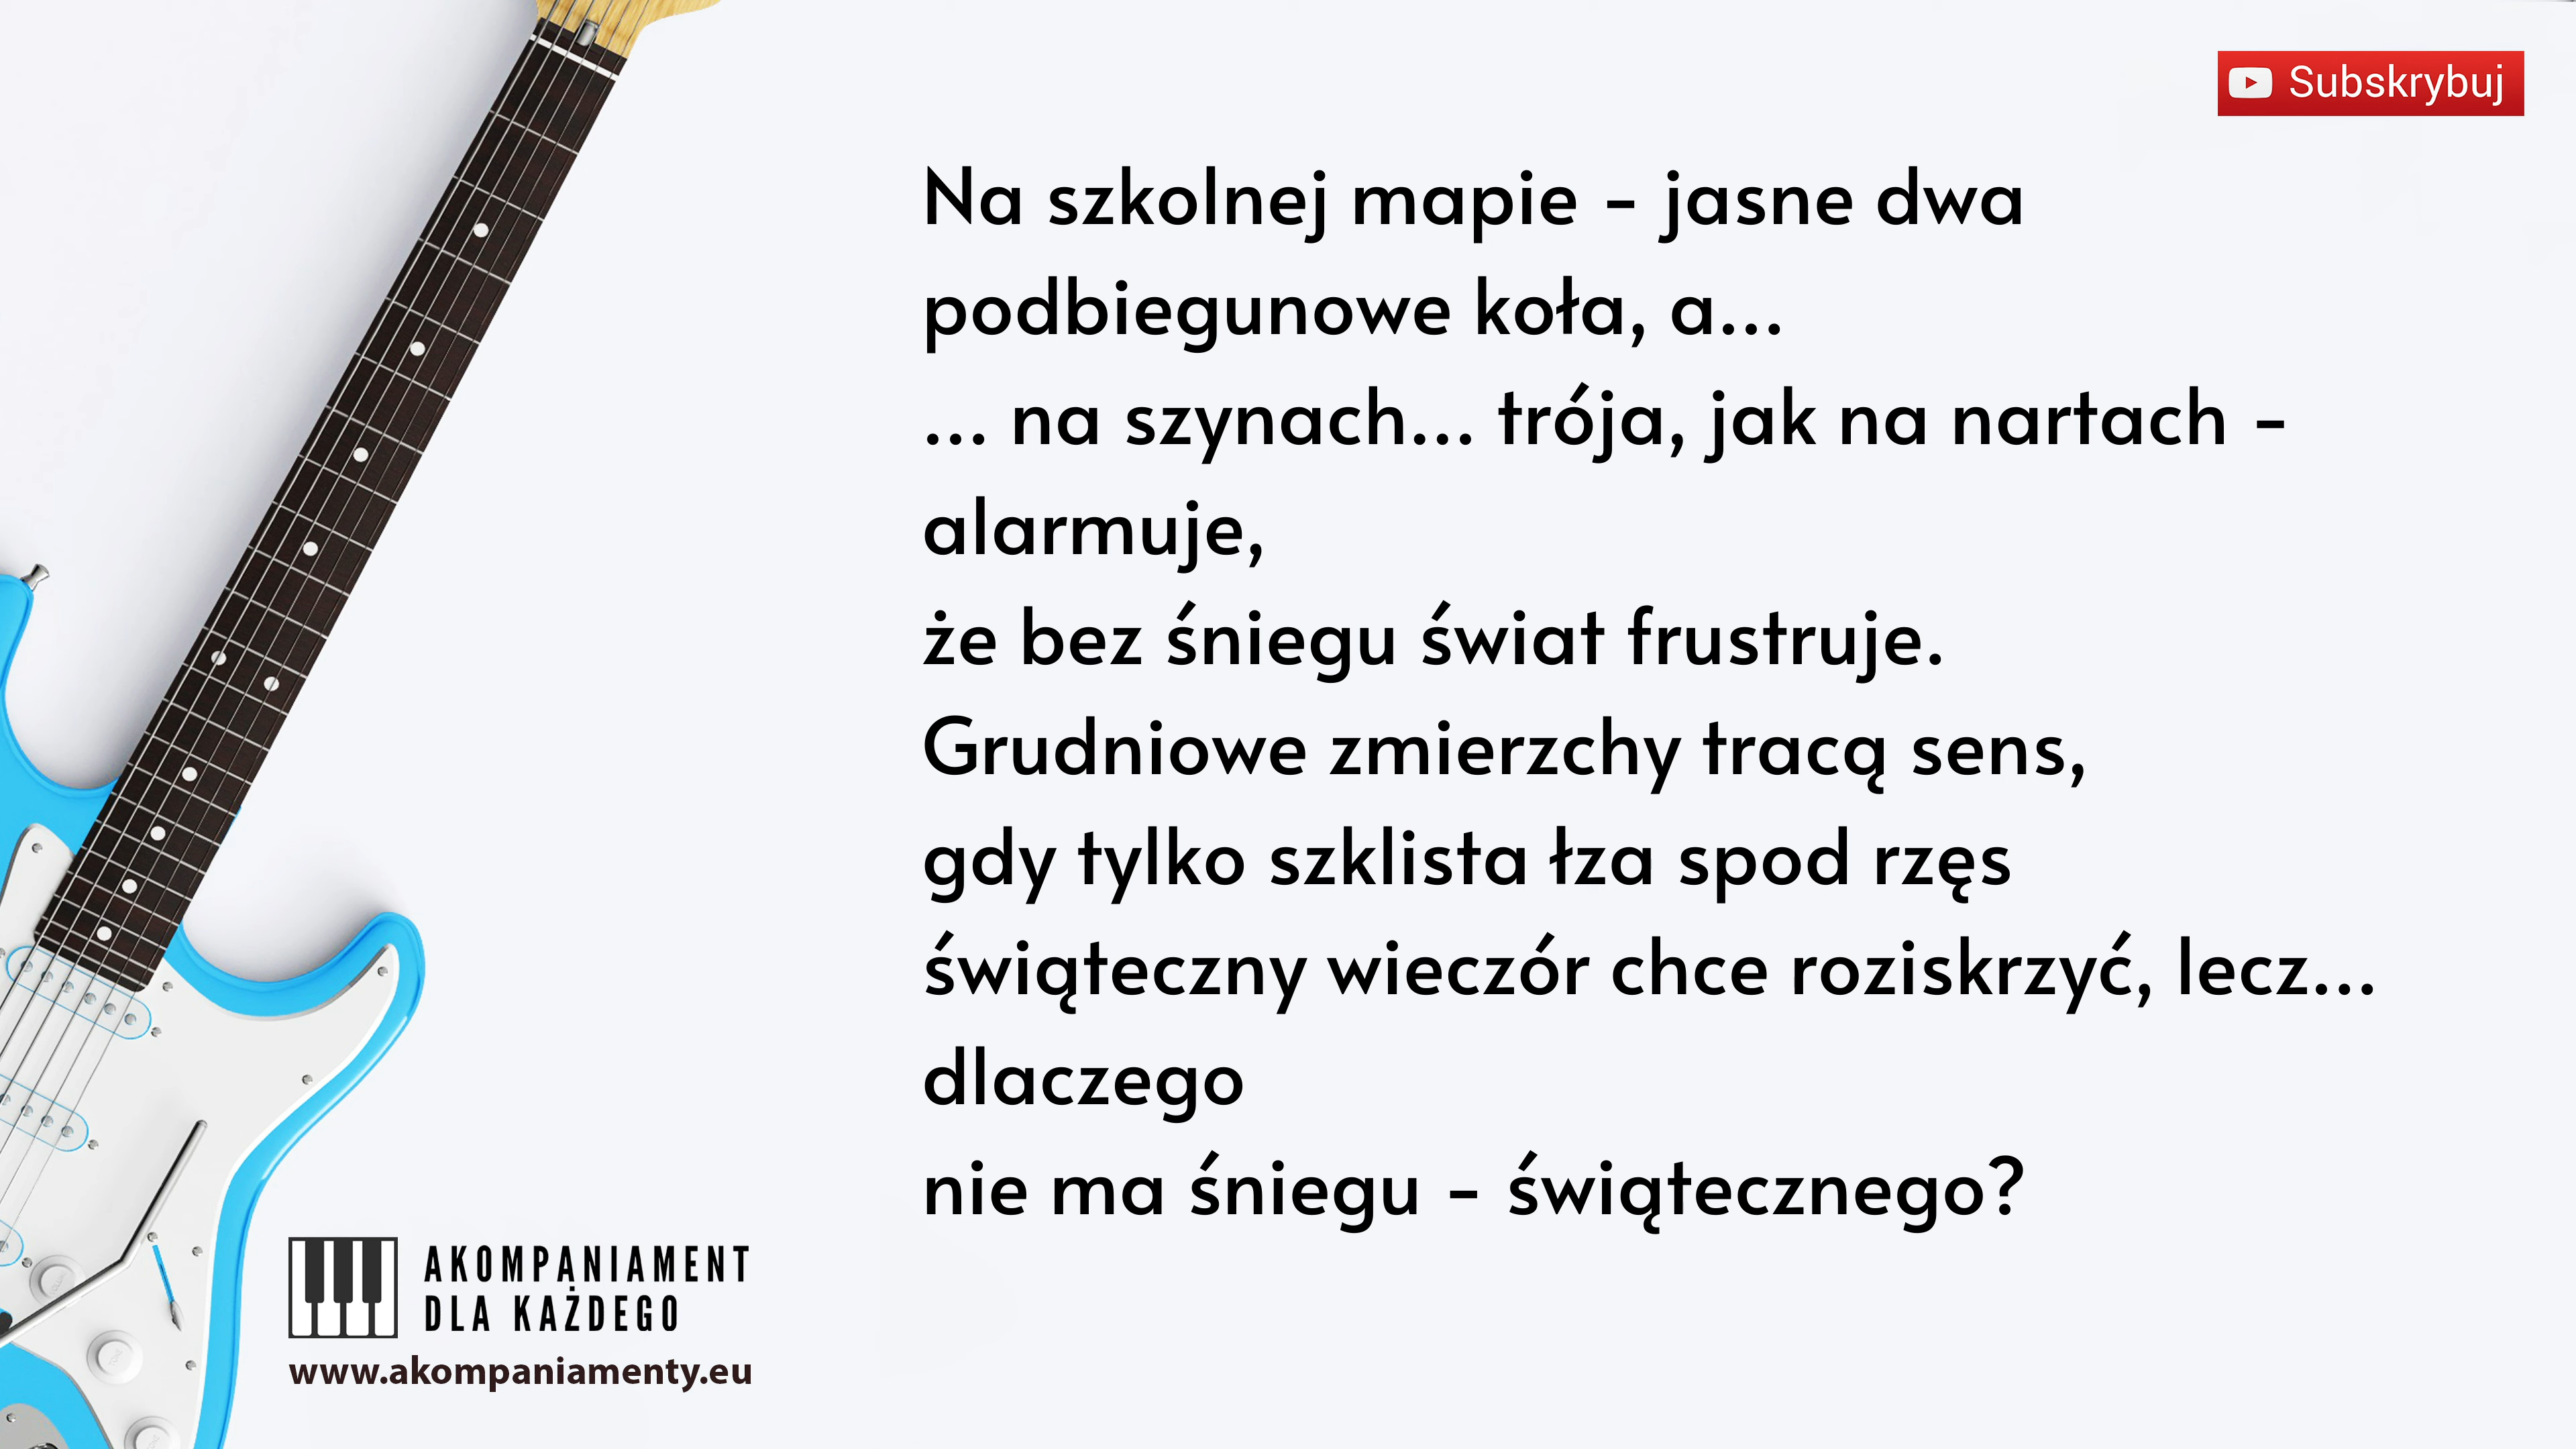 Subskrybuj
Na szkolnej mapie - jasne dwa
podbiegunowe koła, a...
... na szynach... trója, jak na nartach -
alarmuje,
że bez śniegu świat frustruje.
Grudniowe zmierzchy tracą sens,
gdy tylko szklista łza spod rzęs
świąteczny wieczór chce roziskrzyć, lecz...
dlaczego
nie ma śniegu - świątecznego?
AKOMPANIAMENT
DLA KAŻDEGO
www.akompaniamenty.eu